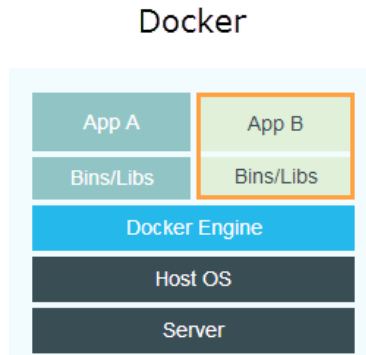 Docker
App A App B
Bins/Libs Bins/Libs
Docker Engine
Host OS
Server